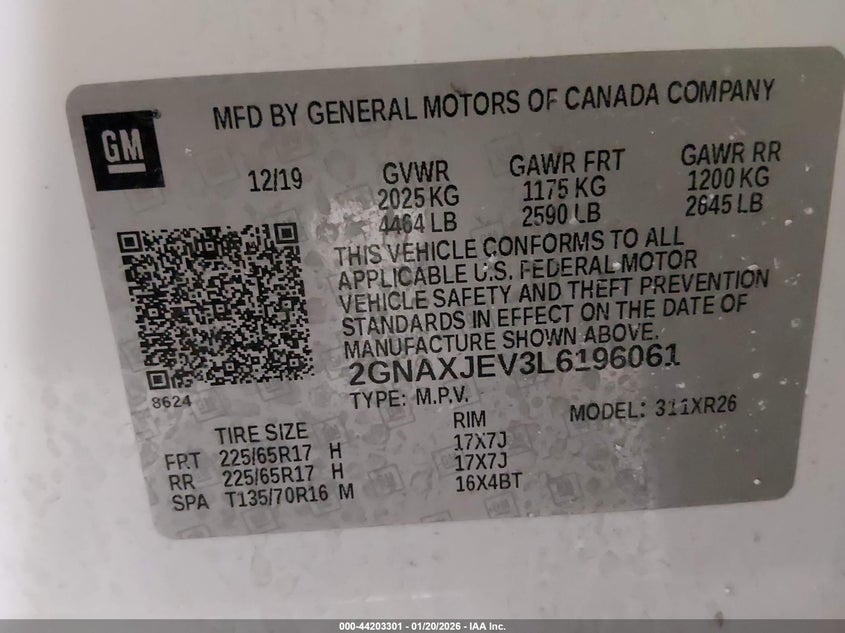 GM
MFD BY GENERAL MOTORS OF CANADA COMPANY
12/19
GVWR
2025 KG
4464 LB
GAWR FRT
1175 KG
2590 LB
GAWR RR
1200 KG
2645 LB
THIS VEHICLE CONFORMS TO ALL
APPLICABLE U.S. FEDERAL MOTOR
VEHICLE SAFETY AND THEFT PREVENTION
STANDARDS IN EFFECT ON THE DATE OF
MANUFACTURE SHOWN ABOVE.
2GNAXJEV3L6196061
8624
TYPE: M.P.V.
MODEL: 311XR26
TIRE SIZE RIM
FRT 225/65R17 H 17X7J
RR 225/65R17 H 17X7J
SPA T135/70R16 M 16X4BT
000-44203301 - 01/20/2026 - IAA Inc.